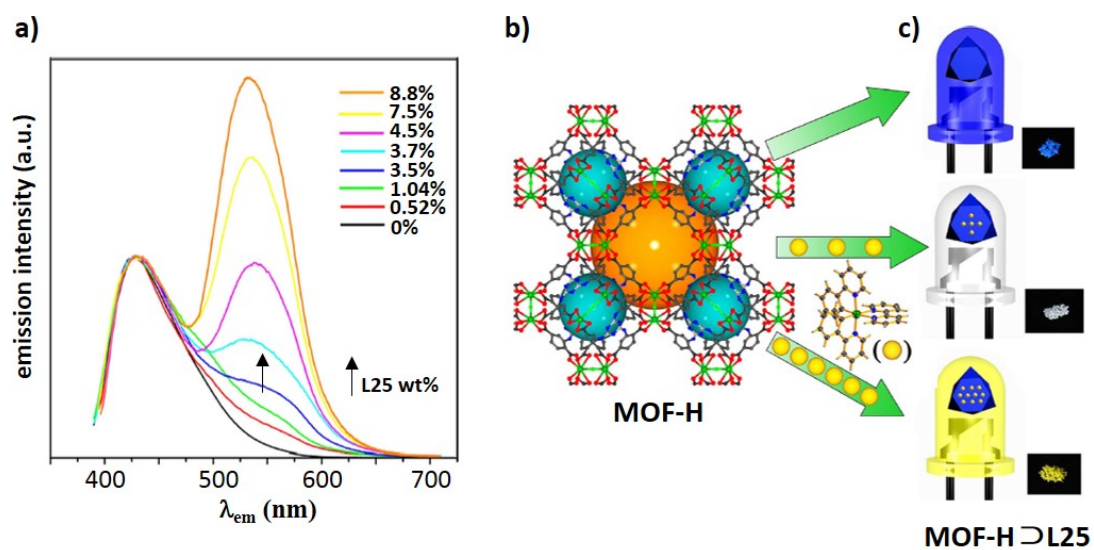 a)
emission intensity (a.u.)
8.8%
7.5%
4.5%
3.7%
3.5%
1.04%
0.52%
0%
L25 wt%
400 500 600 700
λem (nm)
b)
( )
MOF-H
c)
MOF-H ⊃L25